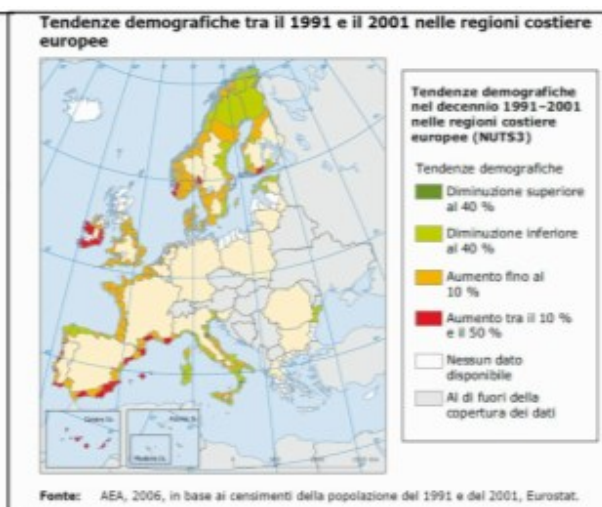 Tendenze demografiche tra il 1991 e il 2001 nelle regioni costiere
europee
Tendenze demografiche
nel decennio 1991–2001
nelle regioni costiere
europee (NUTS3)
Tendenze demografiche
Diminuzione superiore
al 40 %
Diminuzione inferiore
al 40 %
Aumento fino al
10 %
Aumento tra il 10 %
e il 50 %
Nessun dato
disponibile
Al di fuori della
copertura dei dati
Fonte: AEA, 2006, in base ai censimenti della popolazione del 1991 e del 2001, Eurostat.